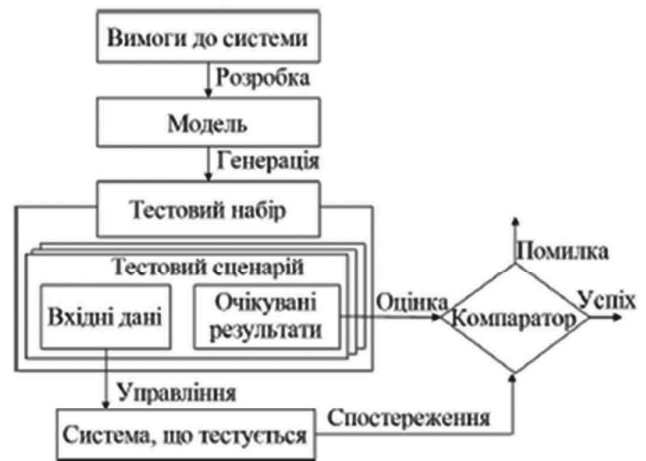 Вимоги до системи
Розробка
Модель
Генерація
Тестовий набір
Тестовий сценарій
Вхідні дані
Очікувані
результати
Оцінка
Компаратор
Помилка
Успіх
Управління
Система, що тестується
Спостереження